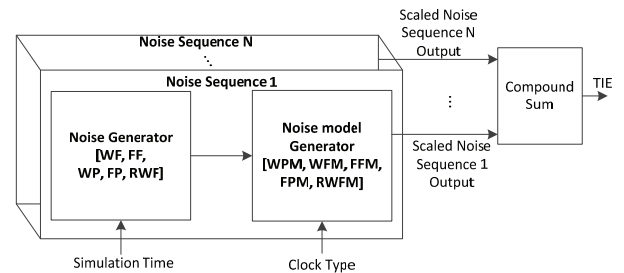 Noise Sequence N
Noise Sequence 1
Noise Generator
[WF, FF,
WP, FP, RWF]
Noise model
Generator
[WPM, WFM, FFM,
FPM, RWFM]
Scaled Noise
Sequence N
Output
Scaled Noise
Sequence 1
Output
Compound
Sum
TIE
Simulation Time
Clock Type